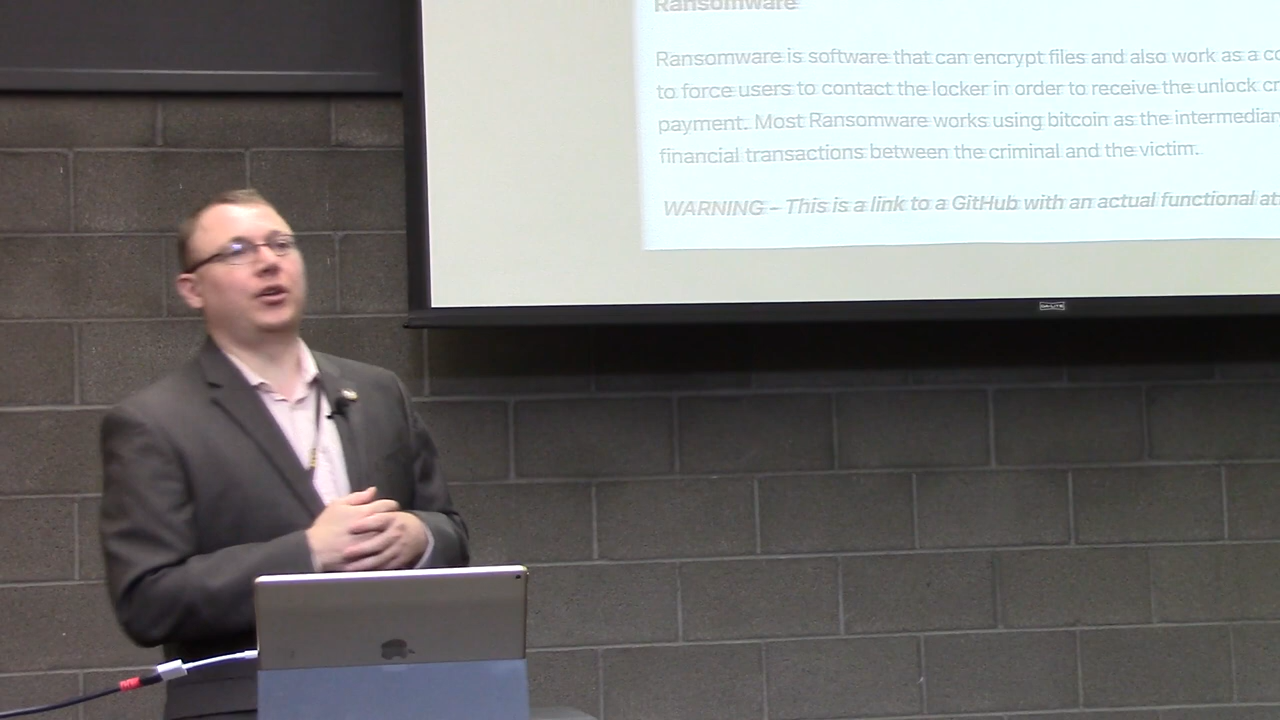 Ransomware
Ransomware is software that can encrypt files and also work as a
to force users to contact the locker in order to receive the unlock
payment. Most Ransomware works using bitcoin as the intermediary
financial transactions between the criminal and the victim.
WARNING – This is a link to a GitHub with an actual functional
DA-LITE